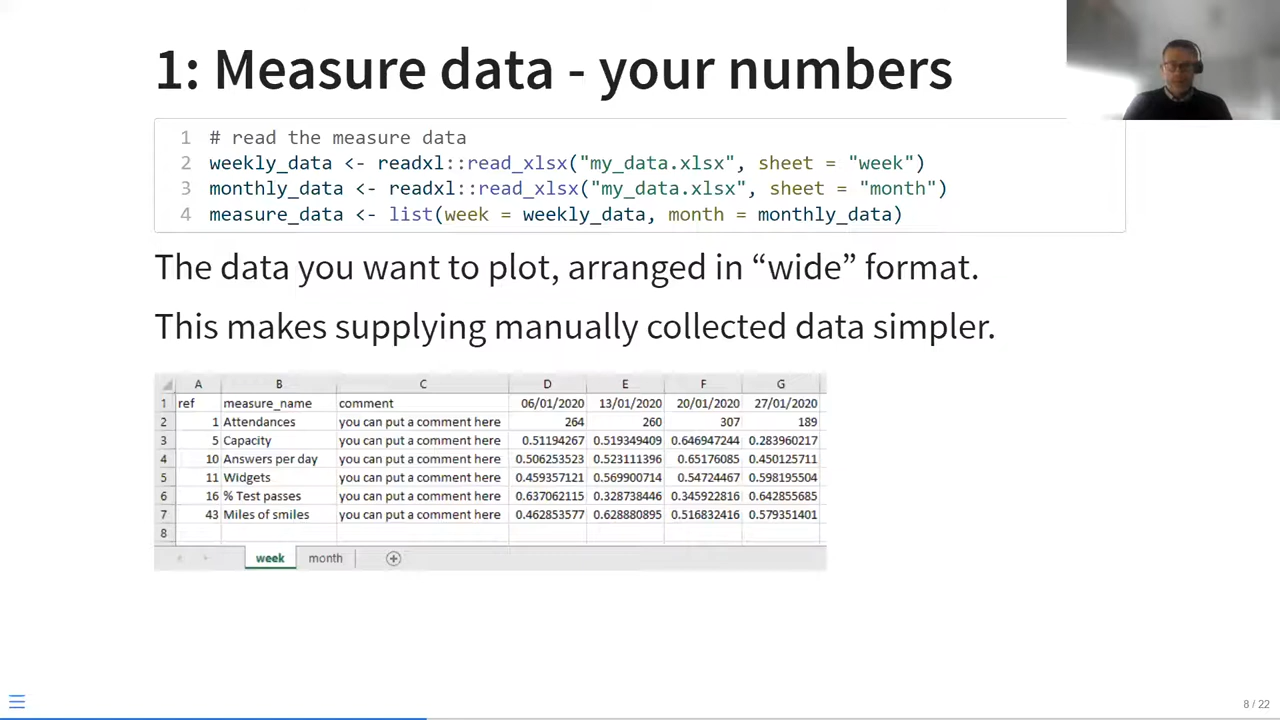 1: Measure data - your numbers
1 # read the measure data
2 weekly_data <- readxl::read_xlsx("my_data.xlsx", sheet = "week")
3 monthly_data <- readxl::read_xlsx("my_data.xlsx", sheet = "month")
4 measure_data <- list(week = weekly_data, month = monthly_data)
The data you want to plot, arranged in “wide” format.
This makes supplying manually collected data simpler.
A B C D E F G
1 ref measure_name comment 06/01/2020 13/01/2020 20/01/2020 27/01/2020
2 1 Attendances you can put a comment here 264 260 307 189
3 5 Capacity you can put a comment here 0.51194267 0.519349409 0.646947244 0.283960217
4 10 Answers per day you can put a comment here 0.506253523 0.523111396 0.65176085 0.450125711
5 11 Widgets you can put a comment here 0.459357121 0.569900714 0.54724467 0.598195504
6 16 % Test passes you can put a comment here 0.637062115 0.328738446 0.345922816 0.642855685
7 43 Miles of smiles you can put a comment here 0.462853577 0.628880895 0.516832416 0.579351401
8
week month
8 / 22